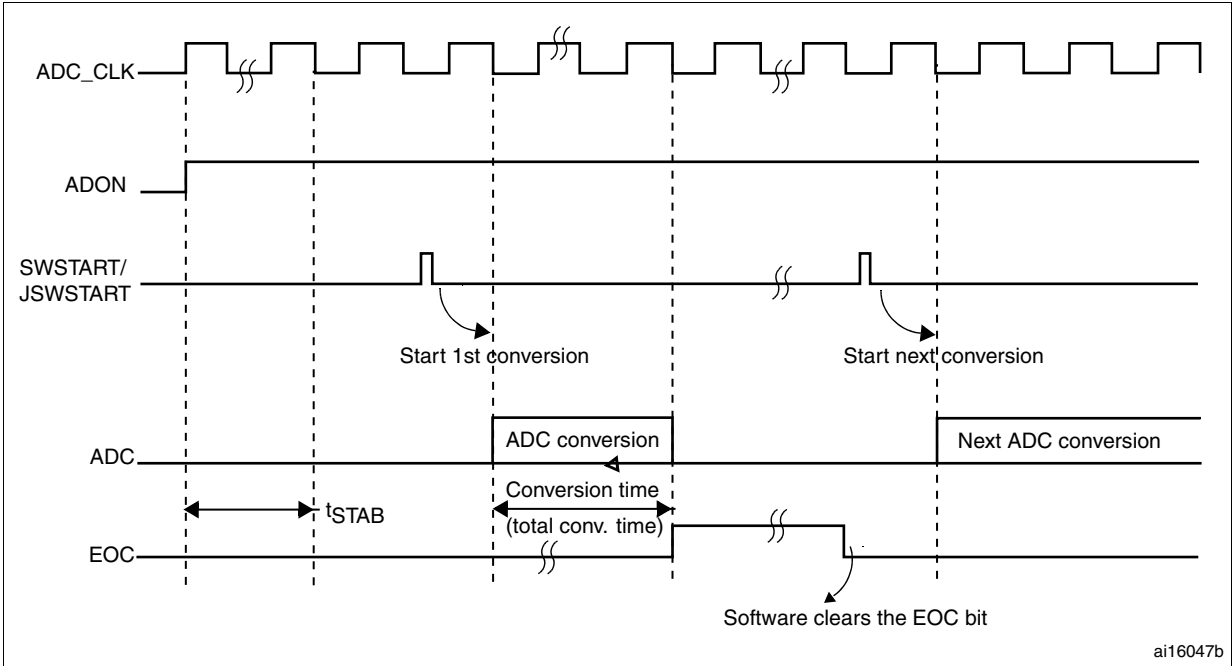 ADC_CLK
ADON
SWSTART/
JSWSTART
Start 1st conversion
Start next conversion
ADC
ADC conversion
Next ADC conversion
Conversion time
(total conv. time)
tSTAB
EOC
Software clears the EOC bit
ai16047b